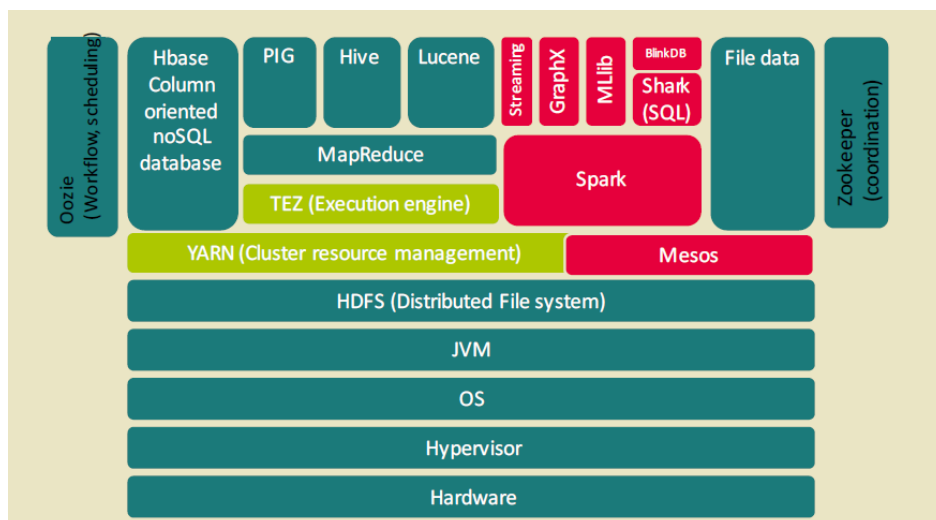 Oozie
(Workflow, scheduling)
Hbase
Column
oriented
noSQL
database
PIG
Hive
Lucene
Streaming
GraphX
MLlib
BlinkDB
Shark
(SQL)
File data
Zookeeper
(coordination)
MapReduce
Spark
TEZ (Execution engine)
YARN (Cluster resource management)
Mesos
HDFS (Distributed File system)
JVM
OS
Hypervisor
Hardware